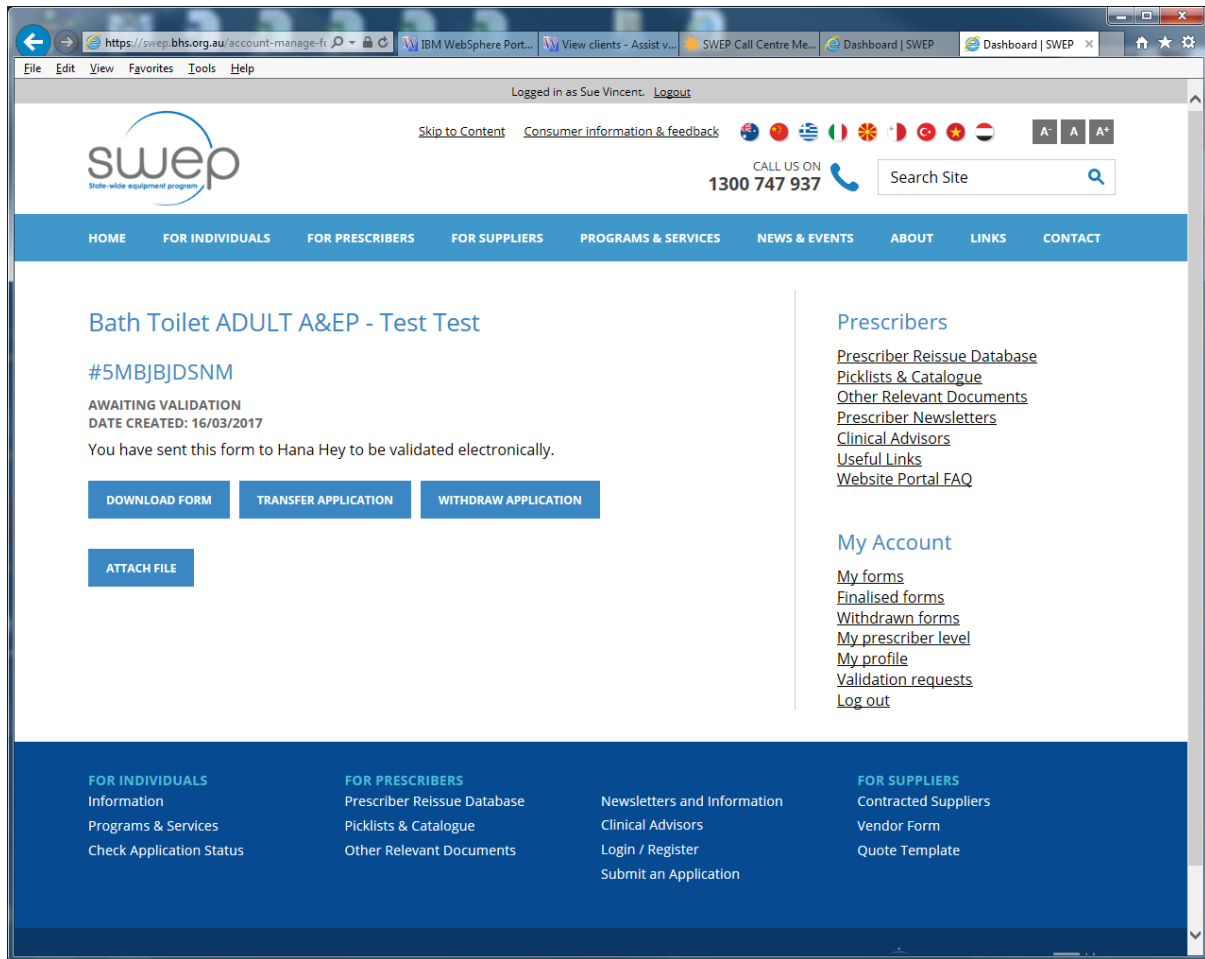 https://swep.bhs.org.au/account-manage-f
IBM WebSphere Port...
View clients - Assist v...
SWEP Call Centre Me...
Dashboard | SWEP
Dashboard | SWEP
File Edit View Favorites Tools Help
Logged in as Sue Vincent. Logout
swep
State-wide equipment program
Skip to Content Consumer information & feedback
A- A A+
CALL US ON
1300 747 937
Search Site
HOME FOR INDIVIDUALS FOR PRESCRIBERS FOR SUPPLIERS PROGRAMS & SERVICES NEWS & EVENTS ABOUT LINKS CONTACT
Bath Toilet ADULT A&EP - Test Test
#5MBJBJDSNM
AWAITING VALIDATION
DATE CREATED: 16/03/2017
You have sent this form to Hana Hey to be validated electronically.
DOWNLOAD FORM TRANSFER APPLICATION WITHDRAW APPLICATION
ATTACH FILE
Prescribers
Prescriber Reissue Database
Picklists & Catalogue
Other Relevant Documents
Prescriber Newsletters
Clinical Advisors
Useful Links
Website Portal FAQ
My Account
My forms
Finalised forms
Withdrawn forms
My prescriber level
My profile
Validation requests
Log out
FOR INDIVIDUALS
Information
Programs & Services
Check Application Status
FOR PRESCRIBERS
Prescriber Reissue Database
Picklists & Catalogue
Other Relevant Documents
Newsletters and Information
Clinical Advisors
Login / Register
Submit an Application
FOR SUPPLIERS
Contracted Suppliers
Vendor Form
Quote Template